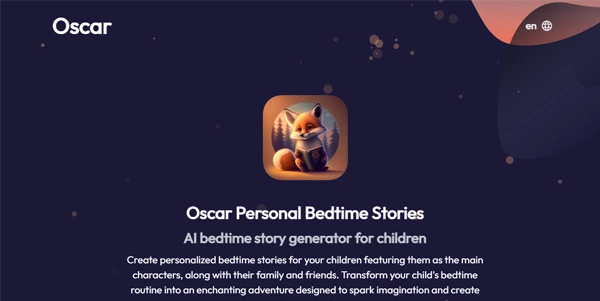 Oscar
en
Oscar Personal Bedtime Stories
AI bedtime story generator for children
Create personalized bedtime stories for your children featuring them as the main
characters, along with their family and friends. Transform your child's bedtime
routine into an enchanting adventure designed to spark imagination and create